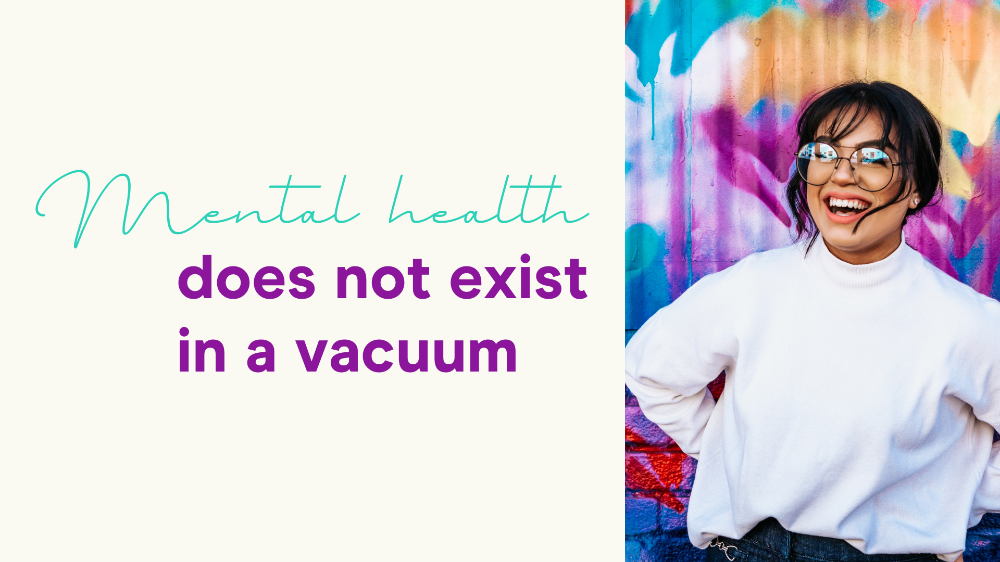 Mental health
does not exist
in a vacuum